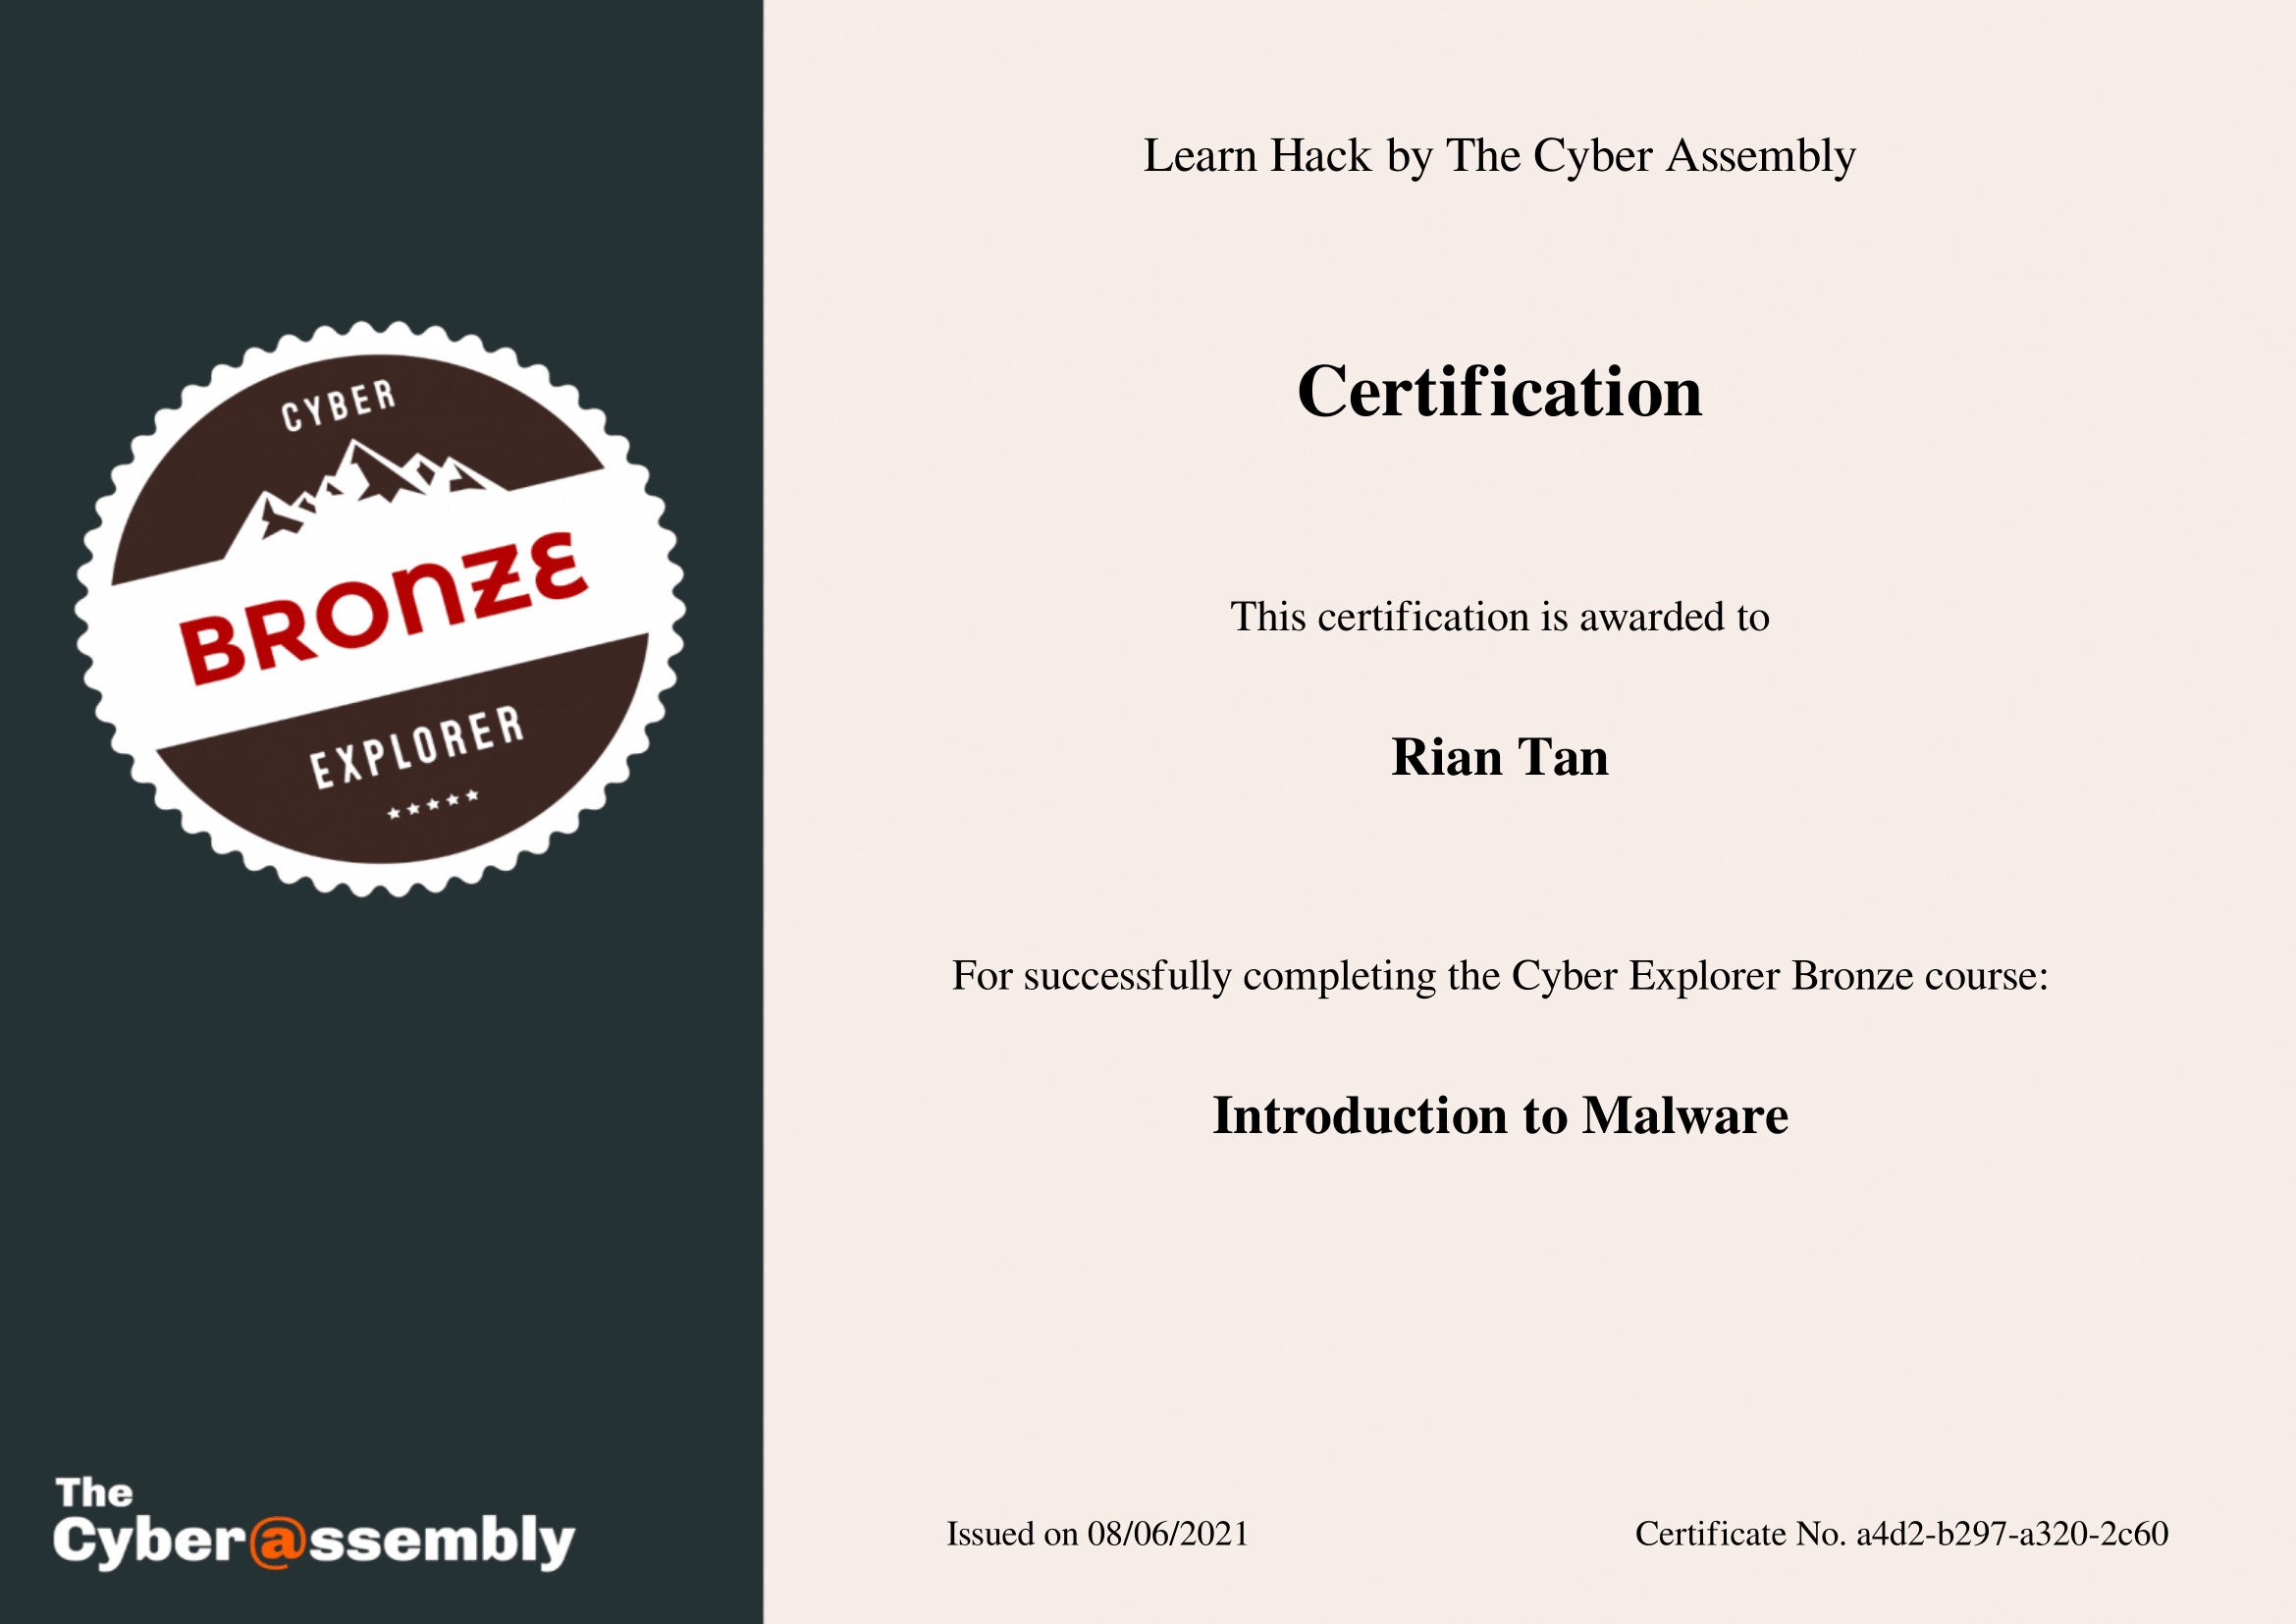 CYBER
BRONZE
EXPLORER
The
Cyber@ssembly
Learn Hack by The Cyber Assembly
Certification
This certification is awarded to
Rian Tan
For successfully completing the Cyber Explorer Bronze course:
Introduction to Malware
Issued on 08/06/2021
Certificate No. a4d2-b297-a320-2c60